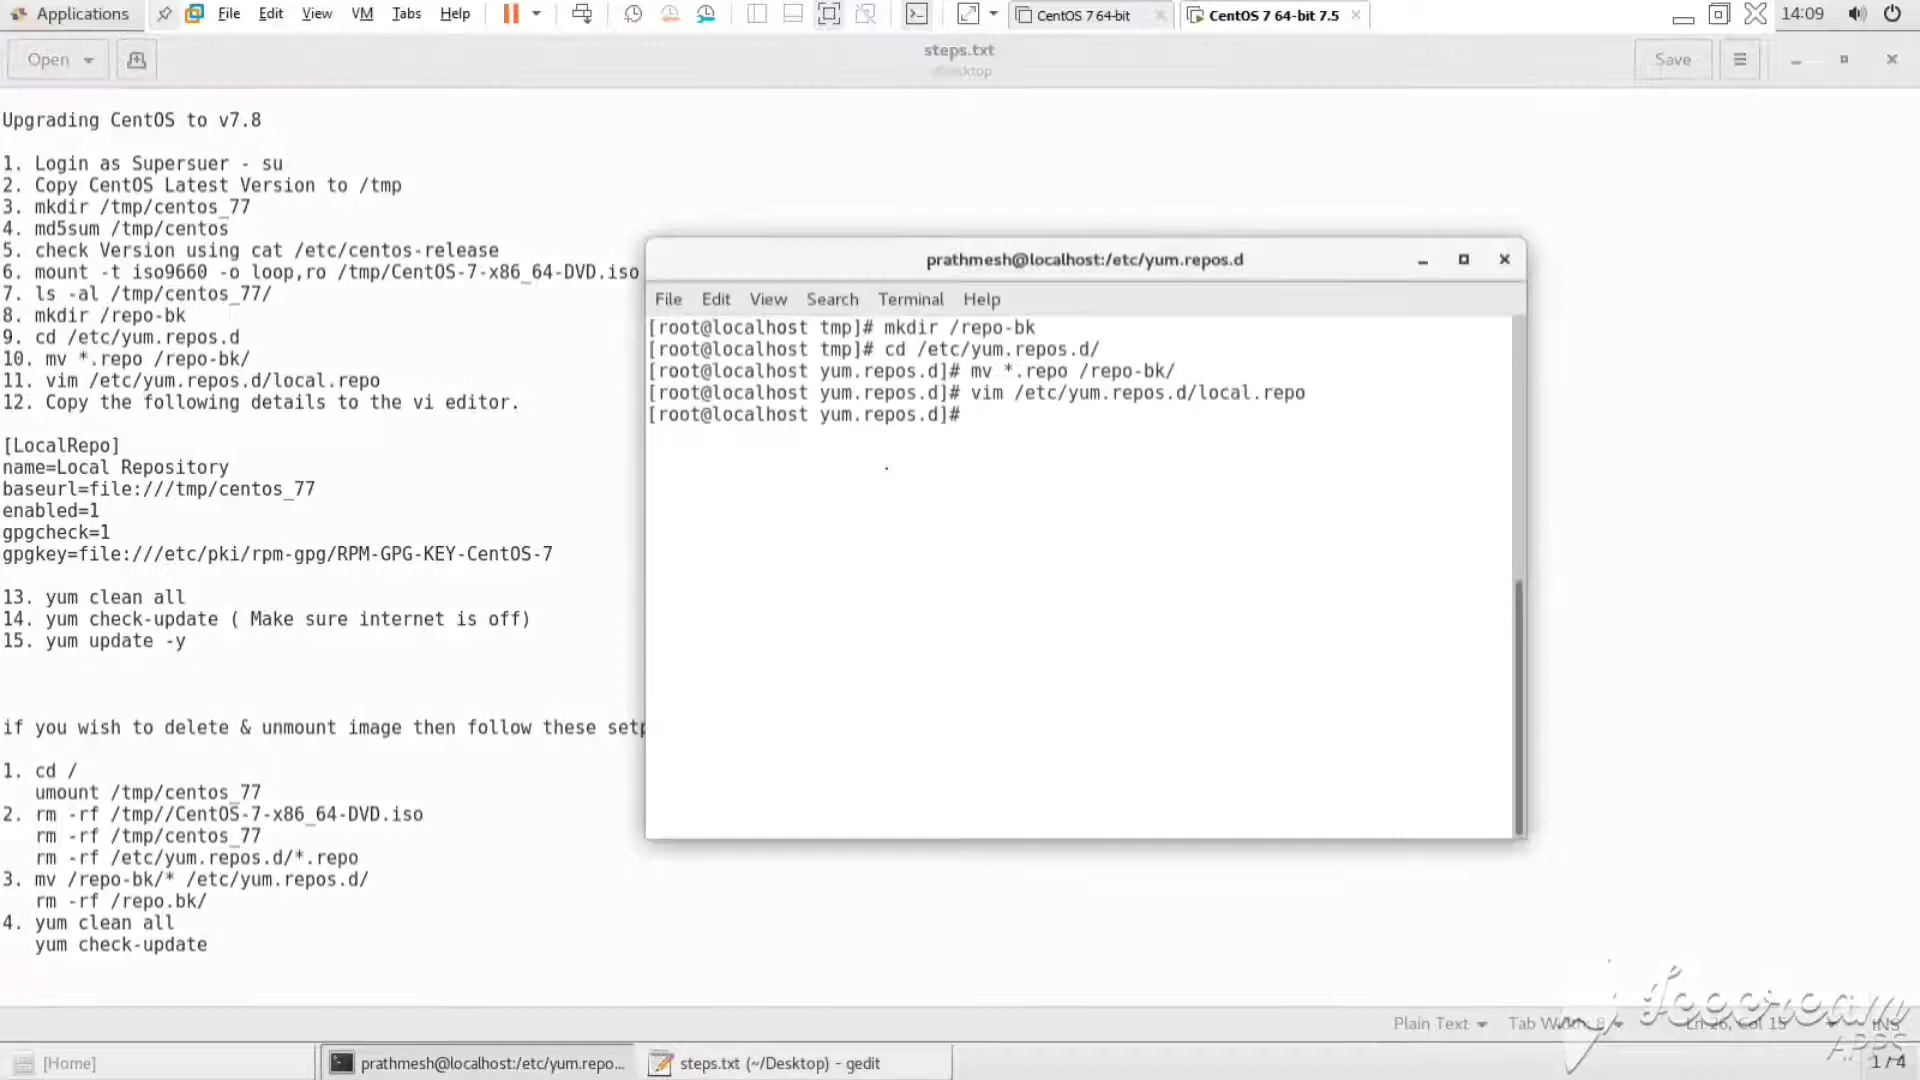 Applications File Edit View VM Tabs Help CentOS 7 64-bit CentOS 7 64-bit 7.5 14:09
Open steps.txt Save
Upgrading CentOS to v7.8
1. Login as Supersuer - su
2. Copy CentOS Latest Version to /tmp
3. mkdir /tmp/centos_77
4. md5sum /tmp/centos
5. check Version using cat /etc/centos-release
6. mount -t iso9660 -o loop,ro /tmp/CentOS-7-x86_64-DVD.iso
7. ls -al /tmp/centos_77/
8. mkdir /repo-bk
9. cd /etc/yum.repos.d
10. mv *.repo /repo-bk/
11. vim /etc/yum.repos.d/local.repo
12. Copy the following details to the vi editor.
[LocalRepo]
name=Local Repository
baseurl=file:///tmp/centos_77
enabled=1
gpgcheck=1
gpgkey=file:///etc/pki/rpm-gpg/RPM-GPG-KEY-CentOS-7
13. yum clean all
14. yum check-update ( Make sure internet is off)
15. yum update -y
if you wish to delete & unmount image then follow these setp
1. cd /
umount /tmp/centos_77
2. rm -rf /tmp//CentOS-7-x86_64-DVD.iso
rm -rf /tmp/centos_77
rm -rf /etc/yum.repos.d/*.repo
3. mv /repo-bk/* /etc/yum.repos.d/
rm -rf /repo.bk/
4. yum clean all
yum check-update
prathmesh@localhost:/etc/yum.repos.d
File Edit View Search Terminal Help
[root@localhost tmp]# mkdir /repo-bk
[root@localhost tmp]# cd /etc/yum.repos.d/
[root@localhost yum.repos.d]# mv *.repo /repo-bk/
[root@localhost yum.repos.d]# vim /etc/yum.repos.d/local.repo
[root@localhost yum.repos.d]#
Plain Text Tab Width: 8 Ln 26, Col 15 INS
Icecream
APPS
[Home] prathmesh@localhost:/etc/yum.repo... steps.txt (~/Desktop) - gedit 1/4